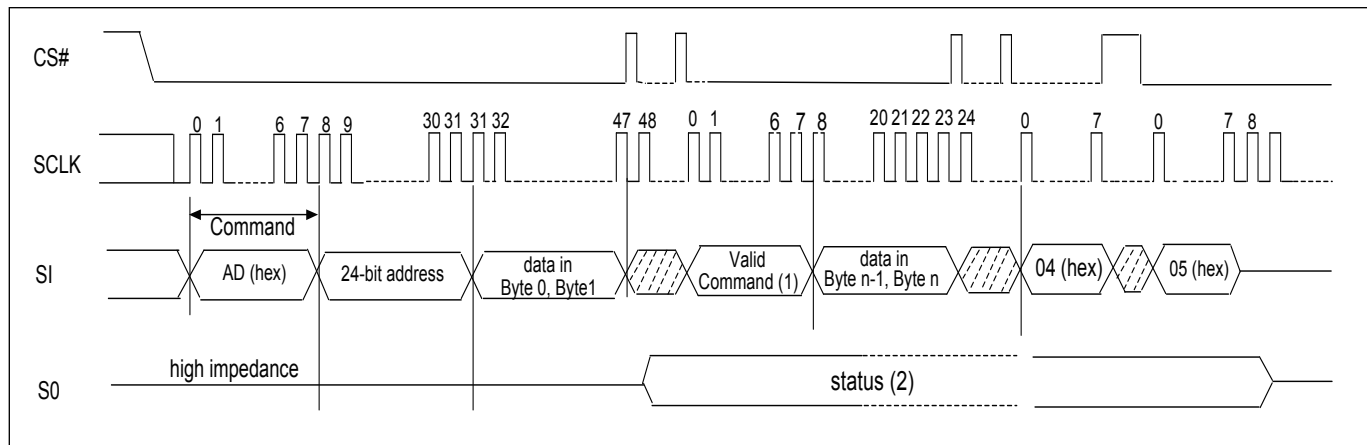 CS#
0 1 6 7 8 9 30 31 31 32 47 48 0 1 6 7 8 20 21 22 23 24 0 7 0 7 8
SCLK
Command
SI
AD (hex)
24-bit address
data in
Byte 0, Byte1
Valid
Command (1)
data in
Byte n-1, Byte n
04 (hex)
05 (hex)
high impedance
S0
status (2)